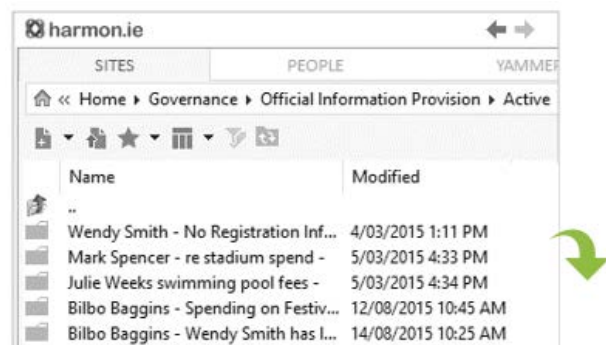 harmon.ie
SITES PEOPLE YAMMER
« Home ▸ Governance ▸ Official Information Provision ▸ Active
Name Modified
..
Wendy Smith - No Registration Inf... 4/03/2015 1:11 PM
Mark Spencer - re stadium spend - 5/03/2015 4:33 PM
Julie Weeks swimming pool fees - 5/03/2015 4:34 PM
Bilbo Baggins - Spending on Festiv... 12/08/2015 10:45 AM
Bilbo Baggins - Wendy Smith has l... 14/08/2015 10:25 AM